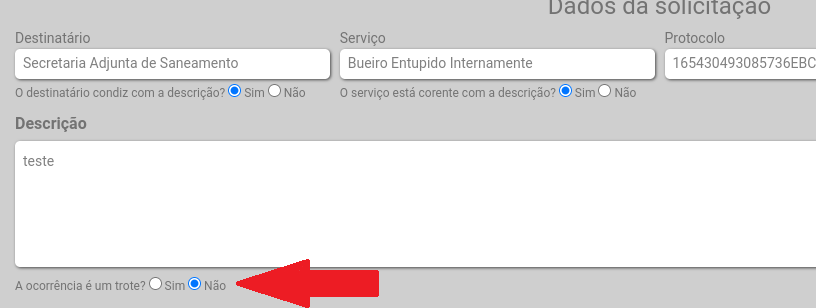 Dados da solicitação
Destinatário Serviço Protocolo
Secretaria Adjunta de Saneamento Bueiro Entupido Internamente 165430493085736EBC
O destinatário condiz com a descrição? Sim Não O serviço está corente com a descrição? Sim Não
Descrição
teste
A ocorrência é um trote? Sim Não